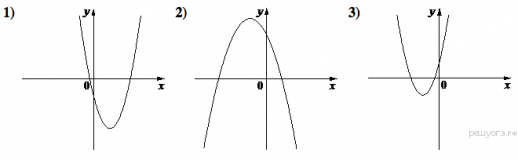 1) y 0 x
2) y 0 x
3) y 0 x
решуогэ.рф